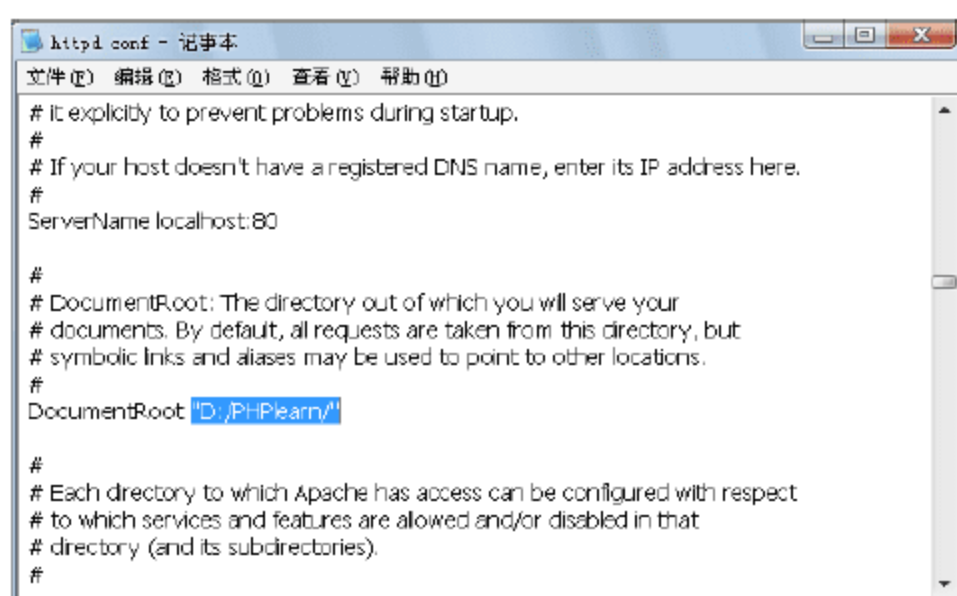 httpd conf - 记事本
文件(F) 编辑(E) 格式(O) 查看(V) 帮助(H)
# it explicitly to prevent problems during startup.
#
# If your host doesn't have a registered DNS name, enter its IP address here.
#
ServerName localhost:80
#
# DocumentRoot: The directory out of which you will serve your
# documents. By default, all requests are taken from this directory, but
# symbolic links and aliases may be used to point to other locations.
#
DocumentRoot "D:/PHPlearn/"
#
# Each directory to which Apache has access can be configured with respect
# to which services and features are allowed and/or disabled in that
# directory (and its subdirectories).
#